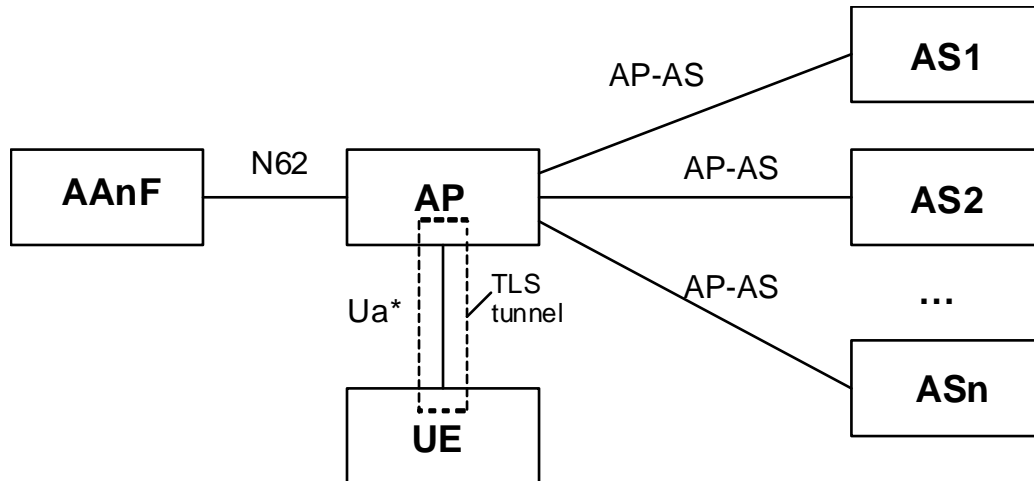 AS1
AP-AS
N62
AAnF
AP
AP-AS
AS2
Ua*
TLS
tunnel
AP-AS
...
ASn
UE